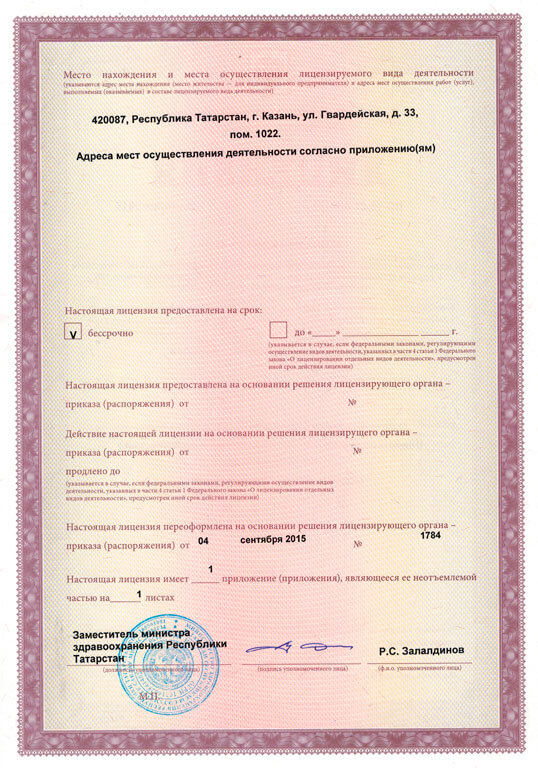 Место нахождения и места осуществления лицензируемого вида деятельности
(указываются адрес места нахождения (место жительства — для индивидуального предпринимателя) и адреса мест осуществления работ (услуг),
выполняемых (оказываемых) в составе лицензируемого вида деятельности)
420087, Республика Татарстан, г. Казань, ул. Гвардейская, д. 33,
пом. 1022.
Адреса мест осуществления деятельности согласно приложению(ям)
Настоящая лицензия предоставлена на срок:
V бессрочно
до «_____» ________________ ______ г.
(указывается в случае, если федеральными законами, регулирующими
осуществление видов деятельности, указанных в части 4 статьи 1 Федерального
закона «О лицензировании отдельных видов деятельности», предусмотрен
иной срок действия лицензии)
Настоящая лицензия предоставлена на основании решения лицензирующего органа –
приказа (распоряжения) от №
Действие настоящей лицензии на основании решения лицензирущего органа –
приказа (распоряжения) от №
продлено до
(указывается в случае, если федеральными законами, регулирующими осуществление видов
деятельности, указанных в части 4 статьи 1 Федерального закона «О лицензировании отдельных
видов деятельности», предусмотрен иной срок действия лицензии)
Настоящая лицензия переоформлена на основании решения лицензирующего органа –
приказа (распоряжения) от 04 сентября 2015 № 1784
Настоящая лицензия имеет 1 приложение (приложения), являющееся ее неотъемлемой
частью на 1 листах
Заместитель министра
здравоохранения Республики
Татарстан
Р.С. Залалдинов
(должность уполномоченного лица)
(подпись уполномоченного лица)
(ф.и.о. уполномоченного лица)
М.П.